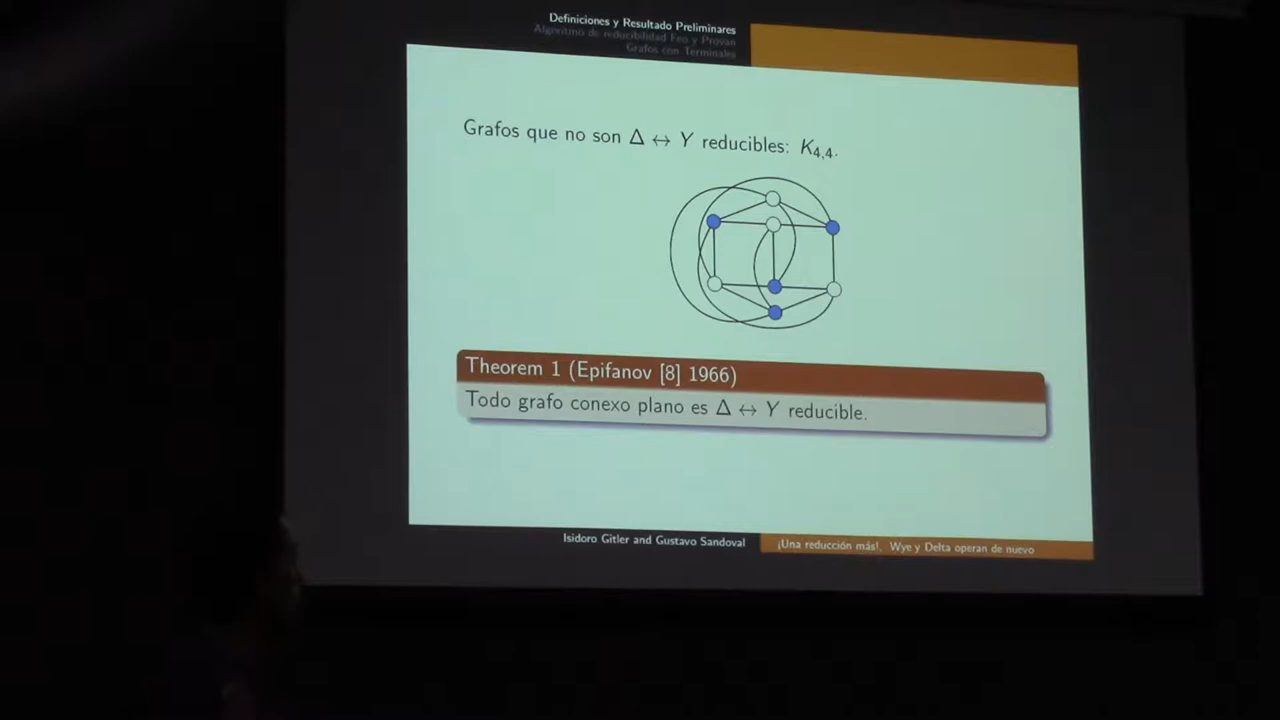 Definiciones y Resultado Preliminares
Algoritmo de reducibilidad Feo y Provan
Grafos con Terminales
Grafos que no son Δ ↔ Y reducibles: K4,4.
Theorem 1 (Epifanov [8] 1966)
Todo grafo conexo plano es Δ ↔ Y reducible.
Isidoro Gitler and Gustavo Sandoval
¡Una reducción más!, Wye y Delta operan de nuevo